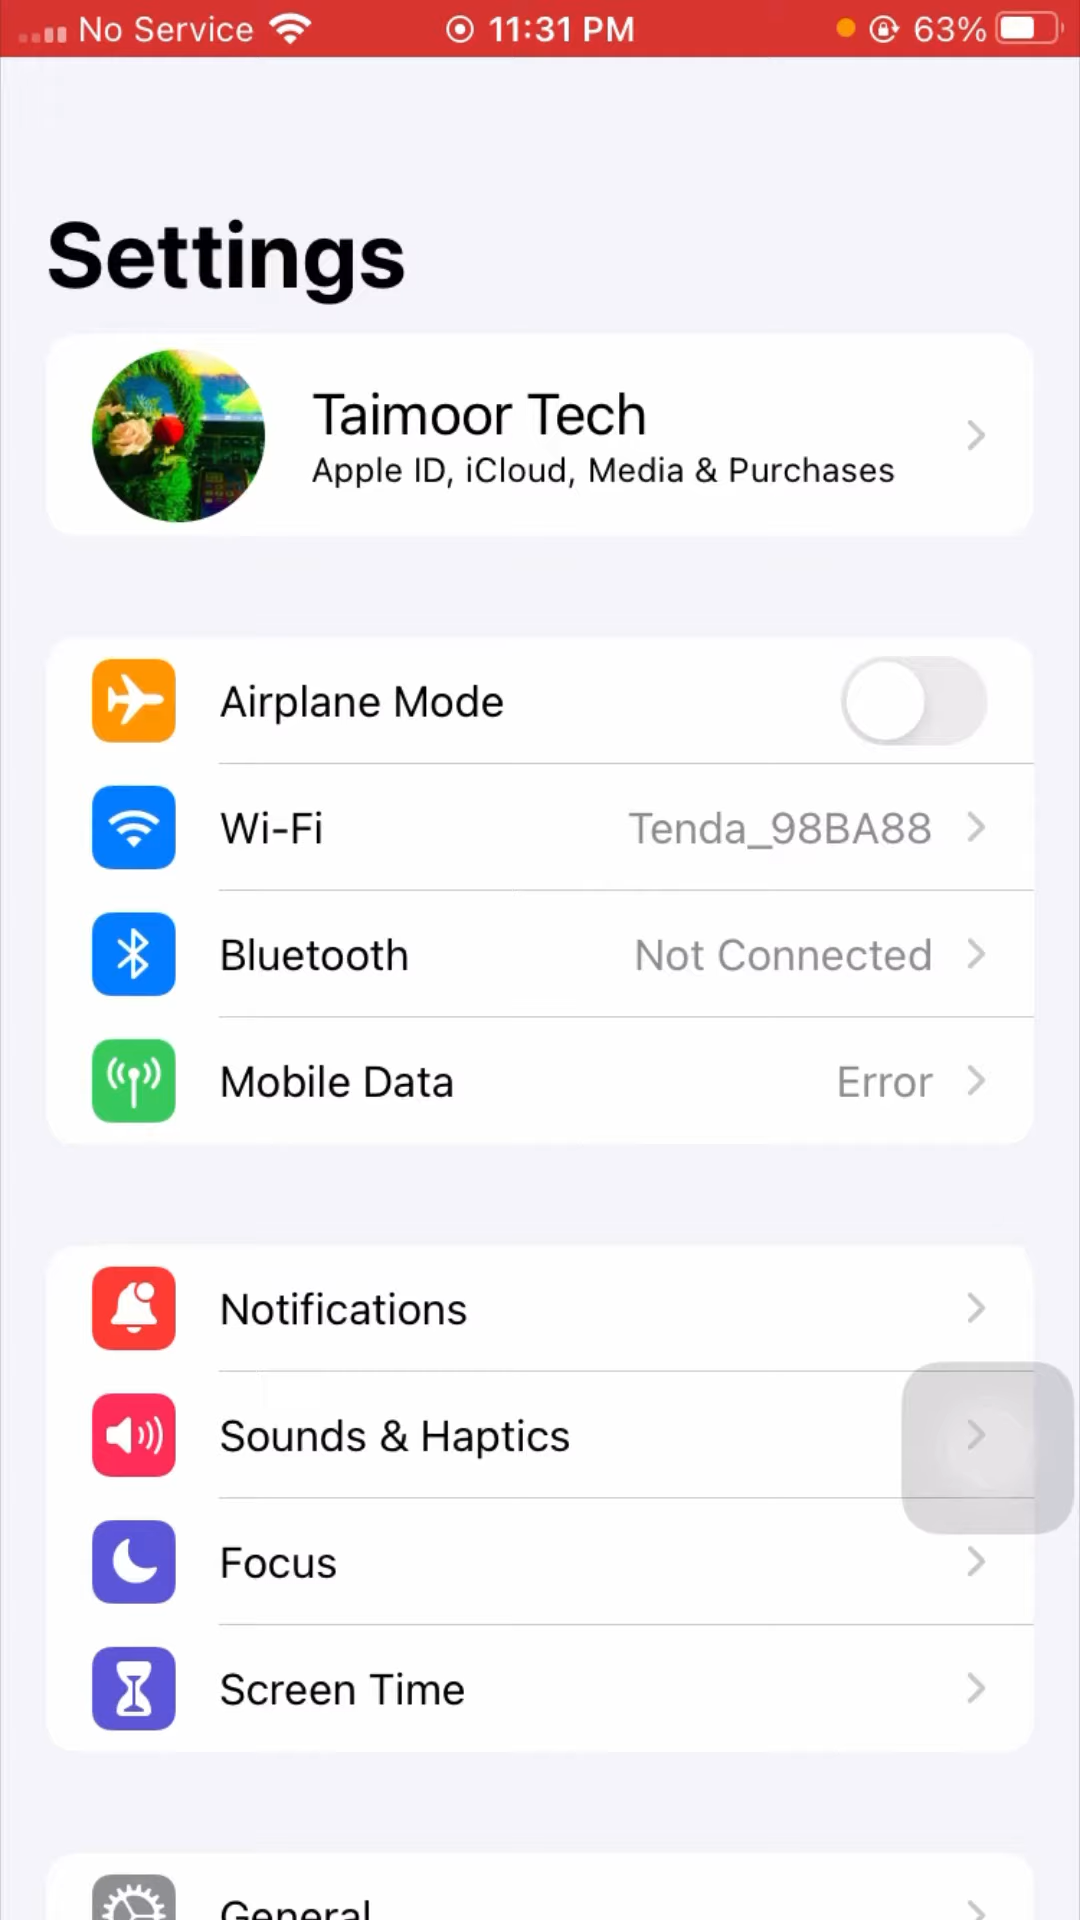 No Service 11:31 PM 63%
Settings
Taimoor Tech
Apple ID, iCloud, Media & Purchases
Airplane Mode
Wi-Fi Tenda_98BA88
Bluetooth Not Connected
Mobile Data Error
Notifications
Sounds & Haptics
Focus
Screen Time
General